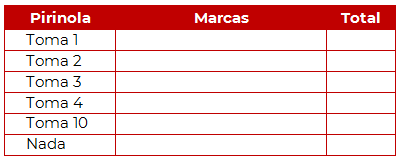 Pirinola Marcas Total
Toma 1
Toma 2
Toma 3
Toma 4
Toma 10
Nada